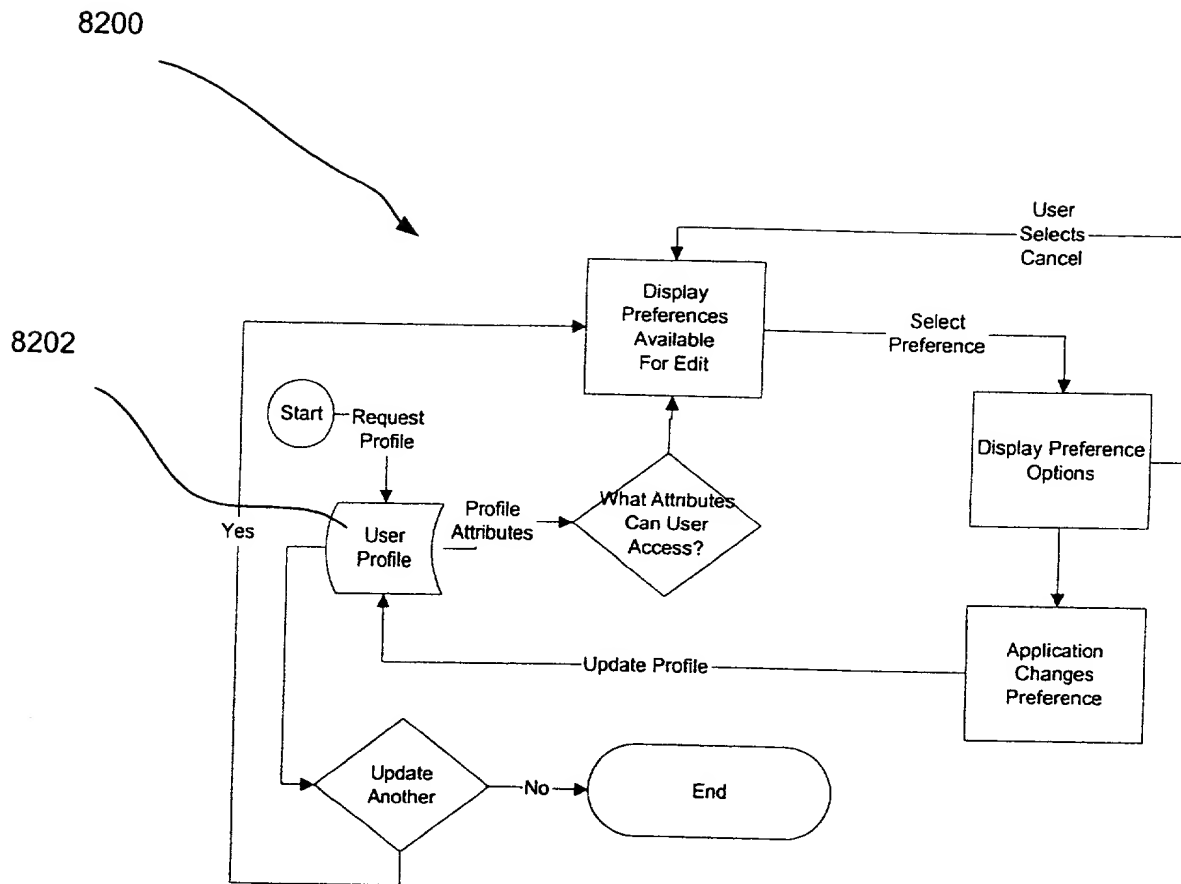 8200
User
Selects
Cancel
Display
Preferences
Available
For Edit
Select
Preference
8202
Start
Request
Profile
Display Preference
Options
What Attributes
Can User
Access?
Profile
Attributes
User
Profile
Yes
Application
Changes
Preference
Update Profile
Update
Another
No
End